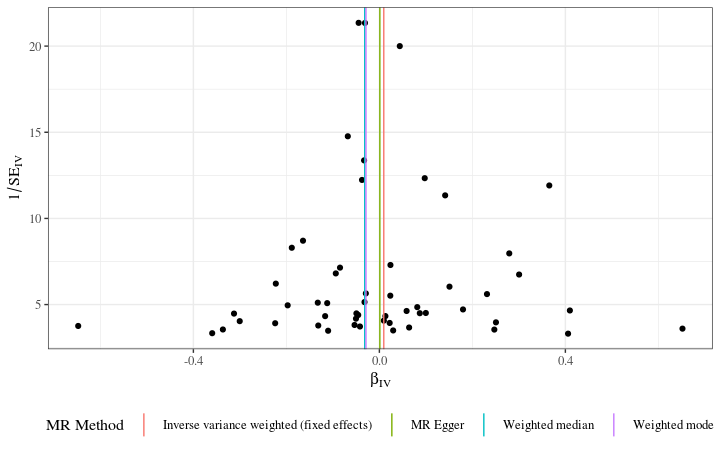 20
15
10
5
1/SE_IV
-0.4 0.0 0.4
β_IV
MR Method Inverse variance weighted (fixed effects) MR Egger Weighted median Weighted mode